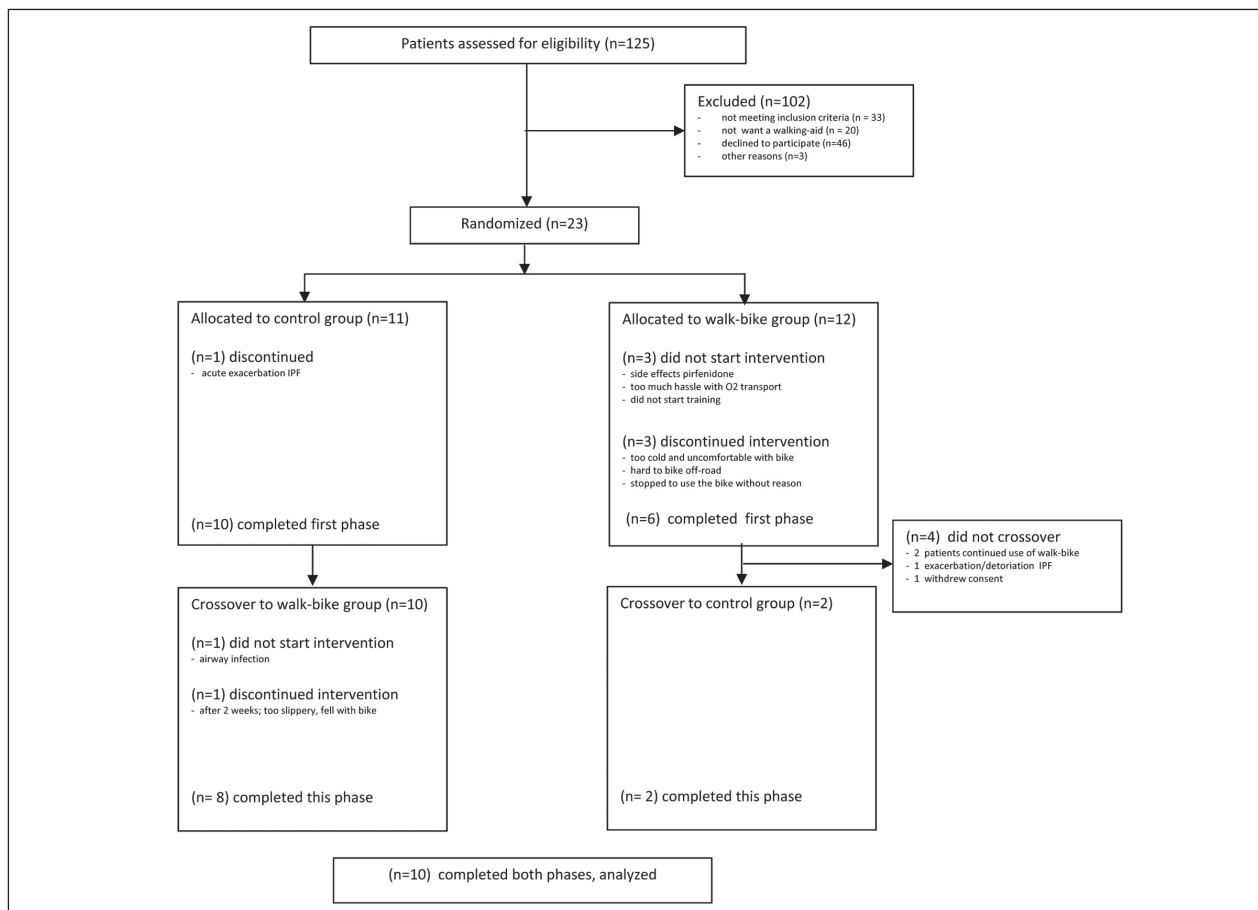 Patients assessed for eligibility (n=125)
Excluded (n=102)
- not meeting inclusion criteria (n = 33)
- not want a walking-aid (n = 20)
- declined to participate (n=46)
- other reasons (n=3)
Randomized (n=23)
Allocated to control group (n=11)
(n=1) discontinued
- acute exacerbation IPF
(n=10) completed first phase
Allocated to walk-bike group (n=12)
(n=3) did not start intervention
- side effects pirfenidone
- too much hassle with O2 transport
- did not start training
(n=3) discontinued intervention
- too cold and uncomfortable with bike
- hard to bike off-road
- stopped to use the bike without reason
(n=6) completed first phase
(n=4) did not crossover
- 2 patients continued use of walk-bike
- 1 exacerbation/detoriation IPF
- 1 withdrew consent
Crossover to walk-bike group (n=10)
(n=1) did not start intervention
- airway infection
(n=1) discontinued intervention
- after 2 weeks; too slippery, fell with bike
(n= 8) completed this phase
Crossover to control group (n=2)
(n= 2) completed this phase
(n=10) completed both phases, analyzed